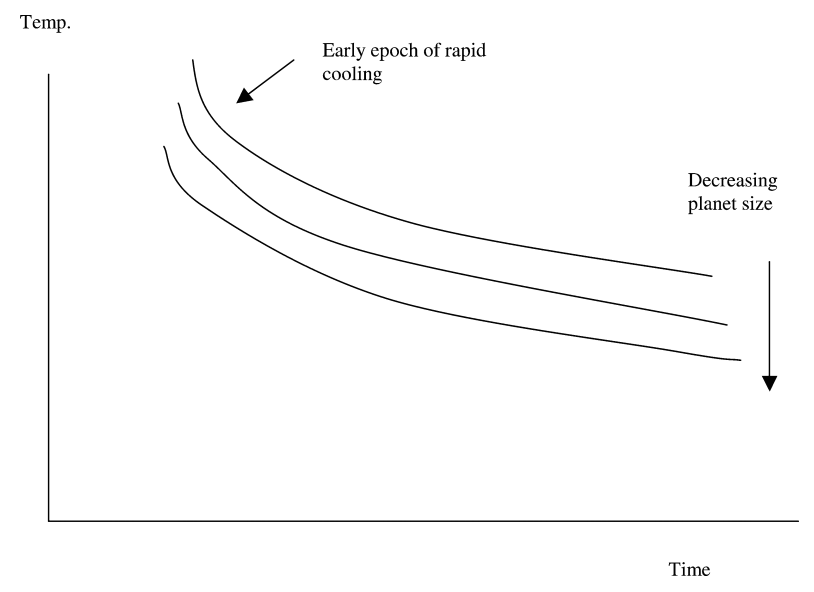 Temp.
Early epoch of rapid
cooling
Decreasing
planet size
Time